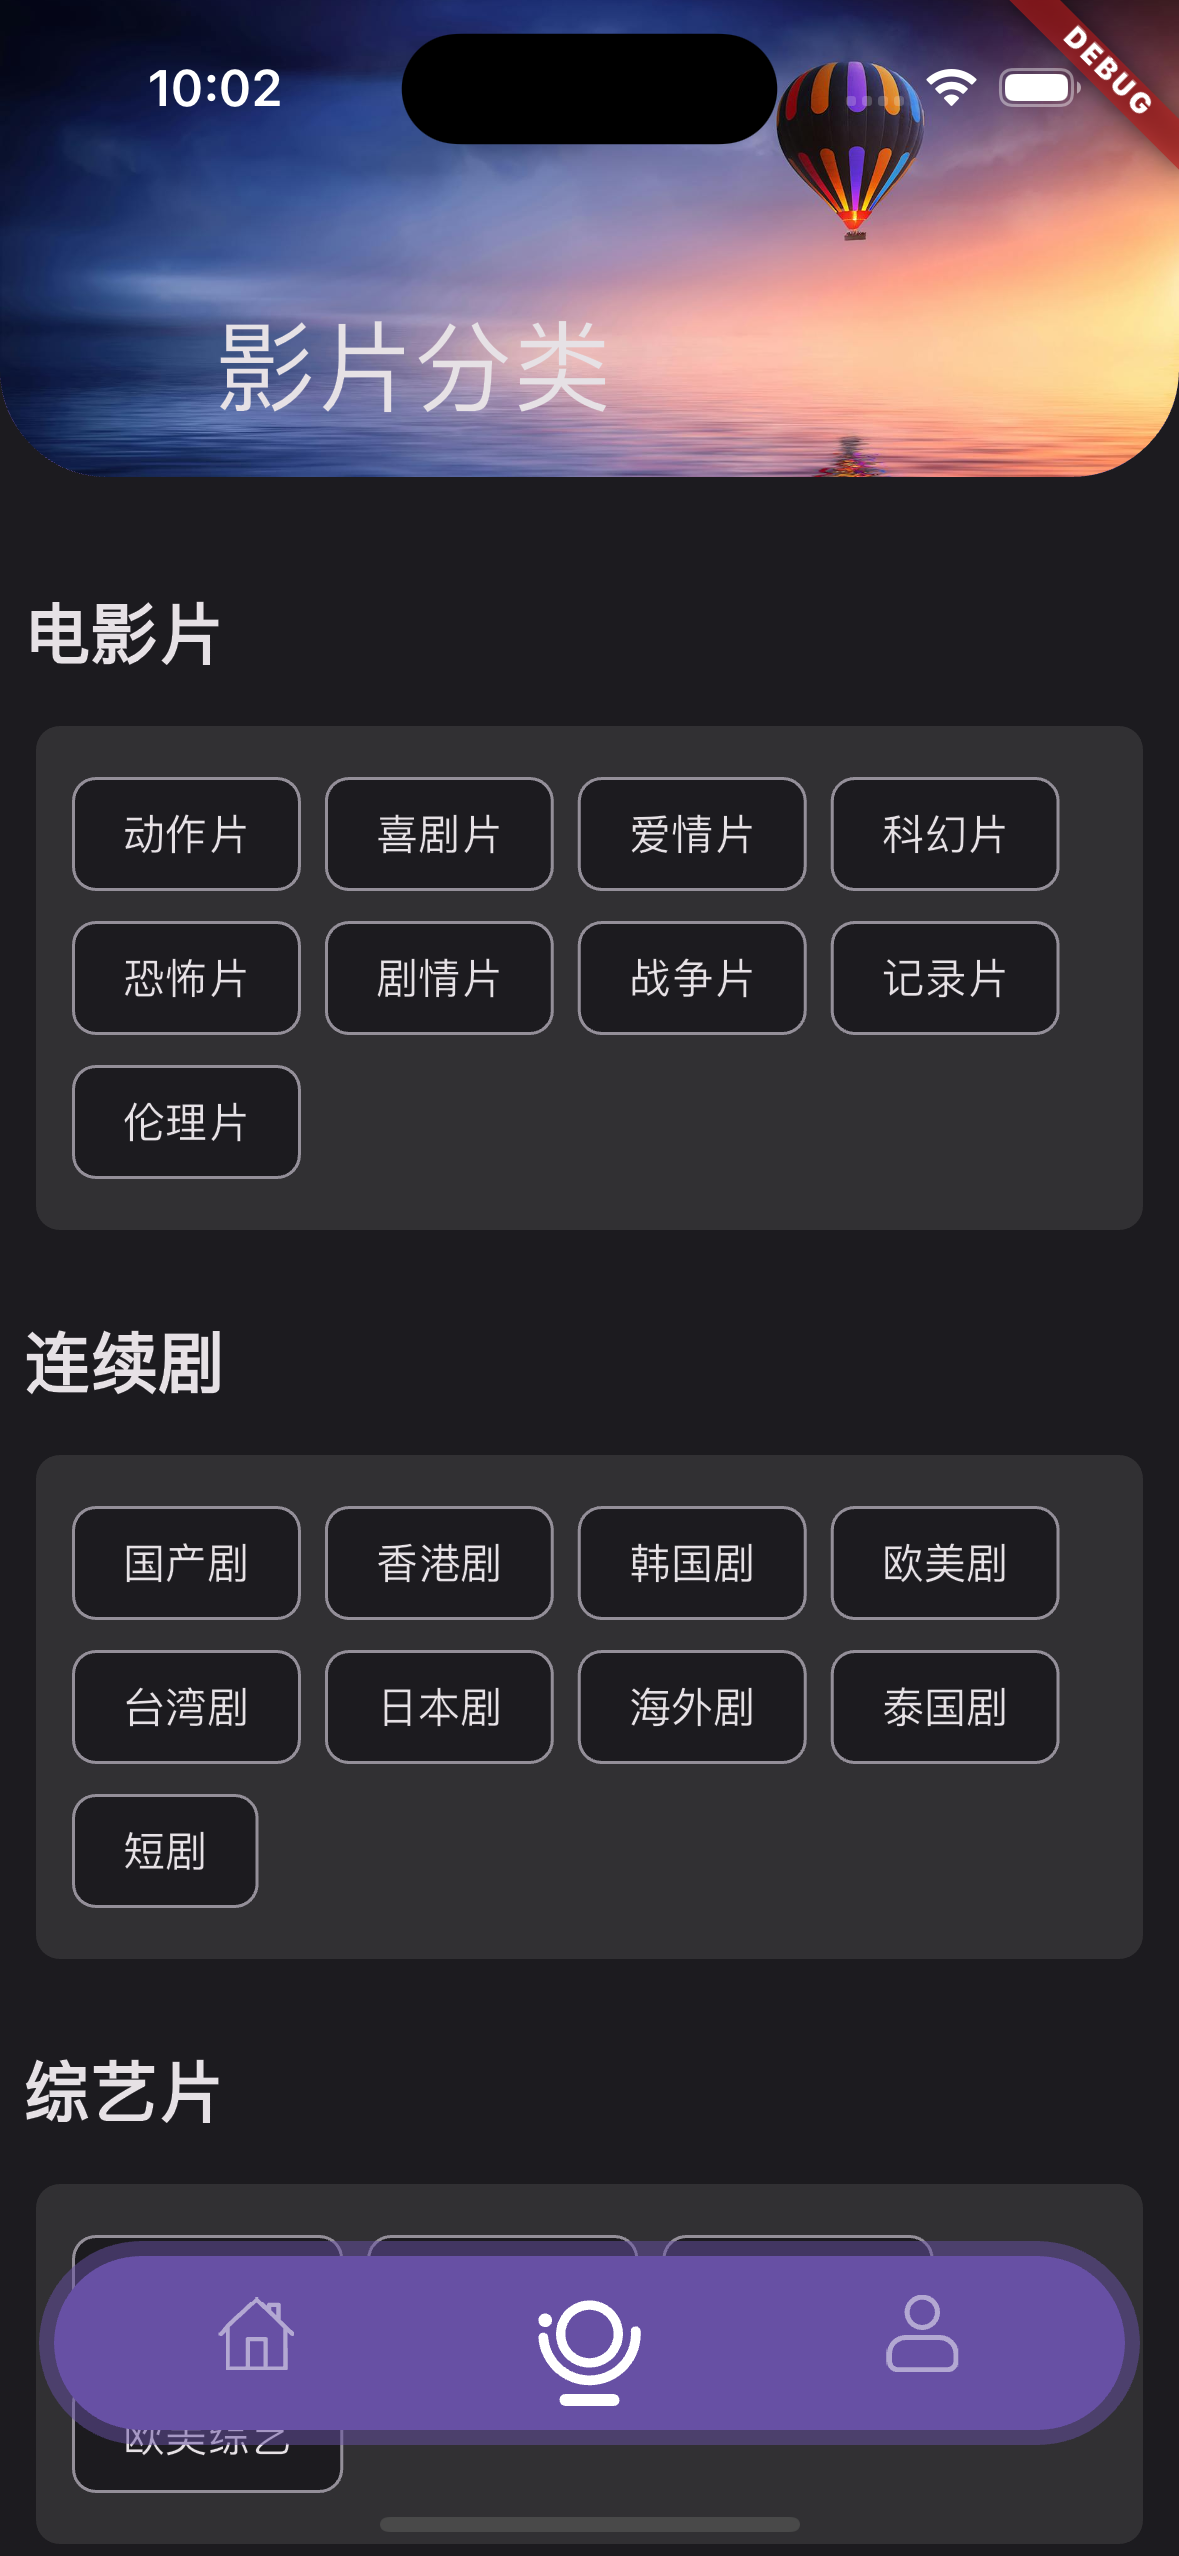 10:02
DEBUG
影片分类
电影片
动作片 喜剧片 爱情片 科幻片
恐怖片 剧情片 战争片 记录片
伦理片
连续剧
国产剧 香港剧 韩国剧 欧美剧
台湾剧 日本剧 海外剧 泰国剧
短剧
综艺片
欧美综艺